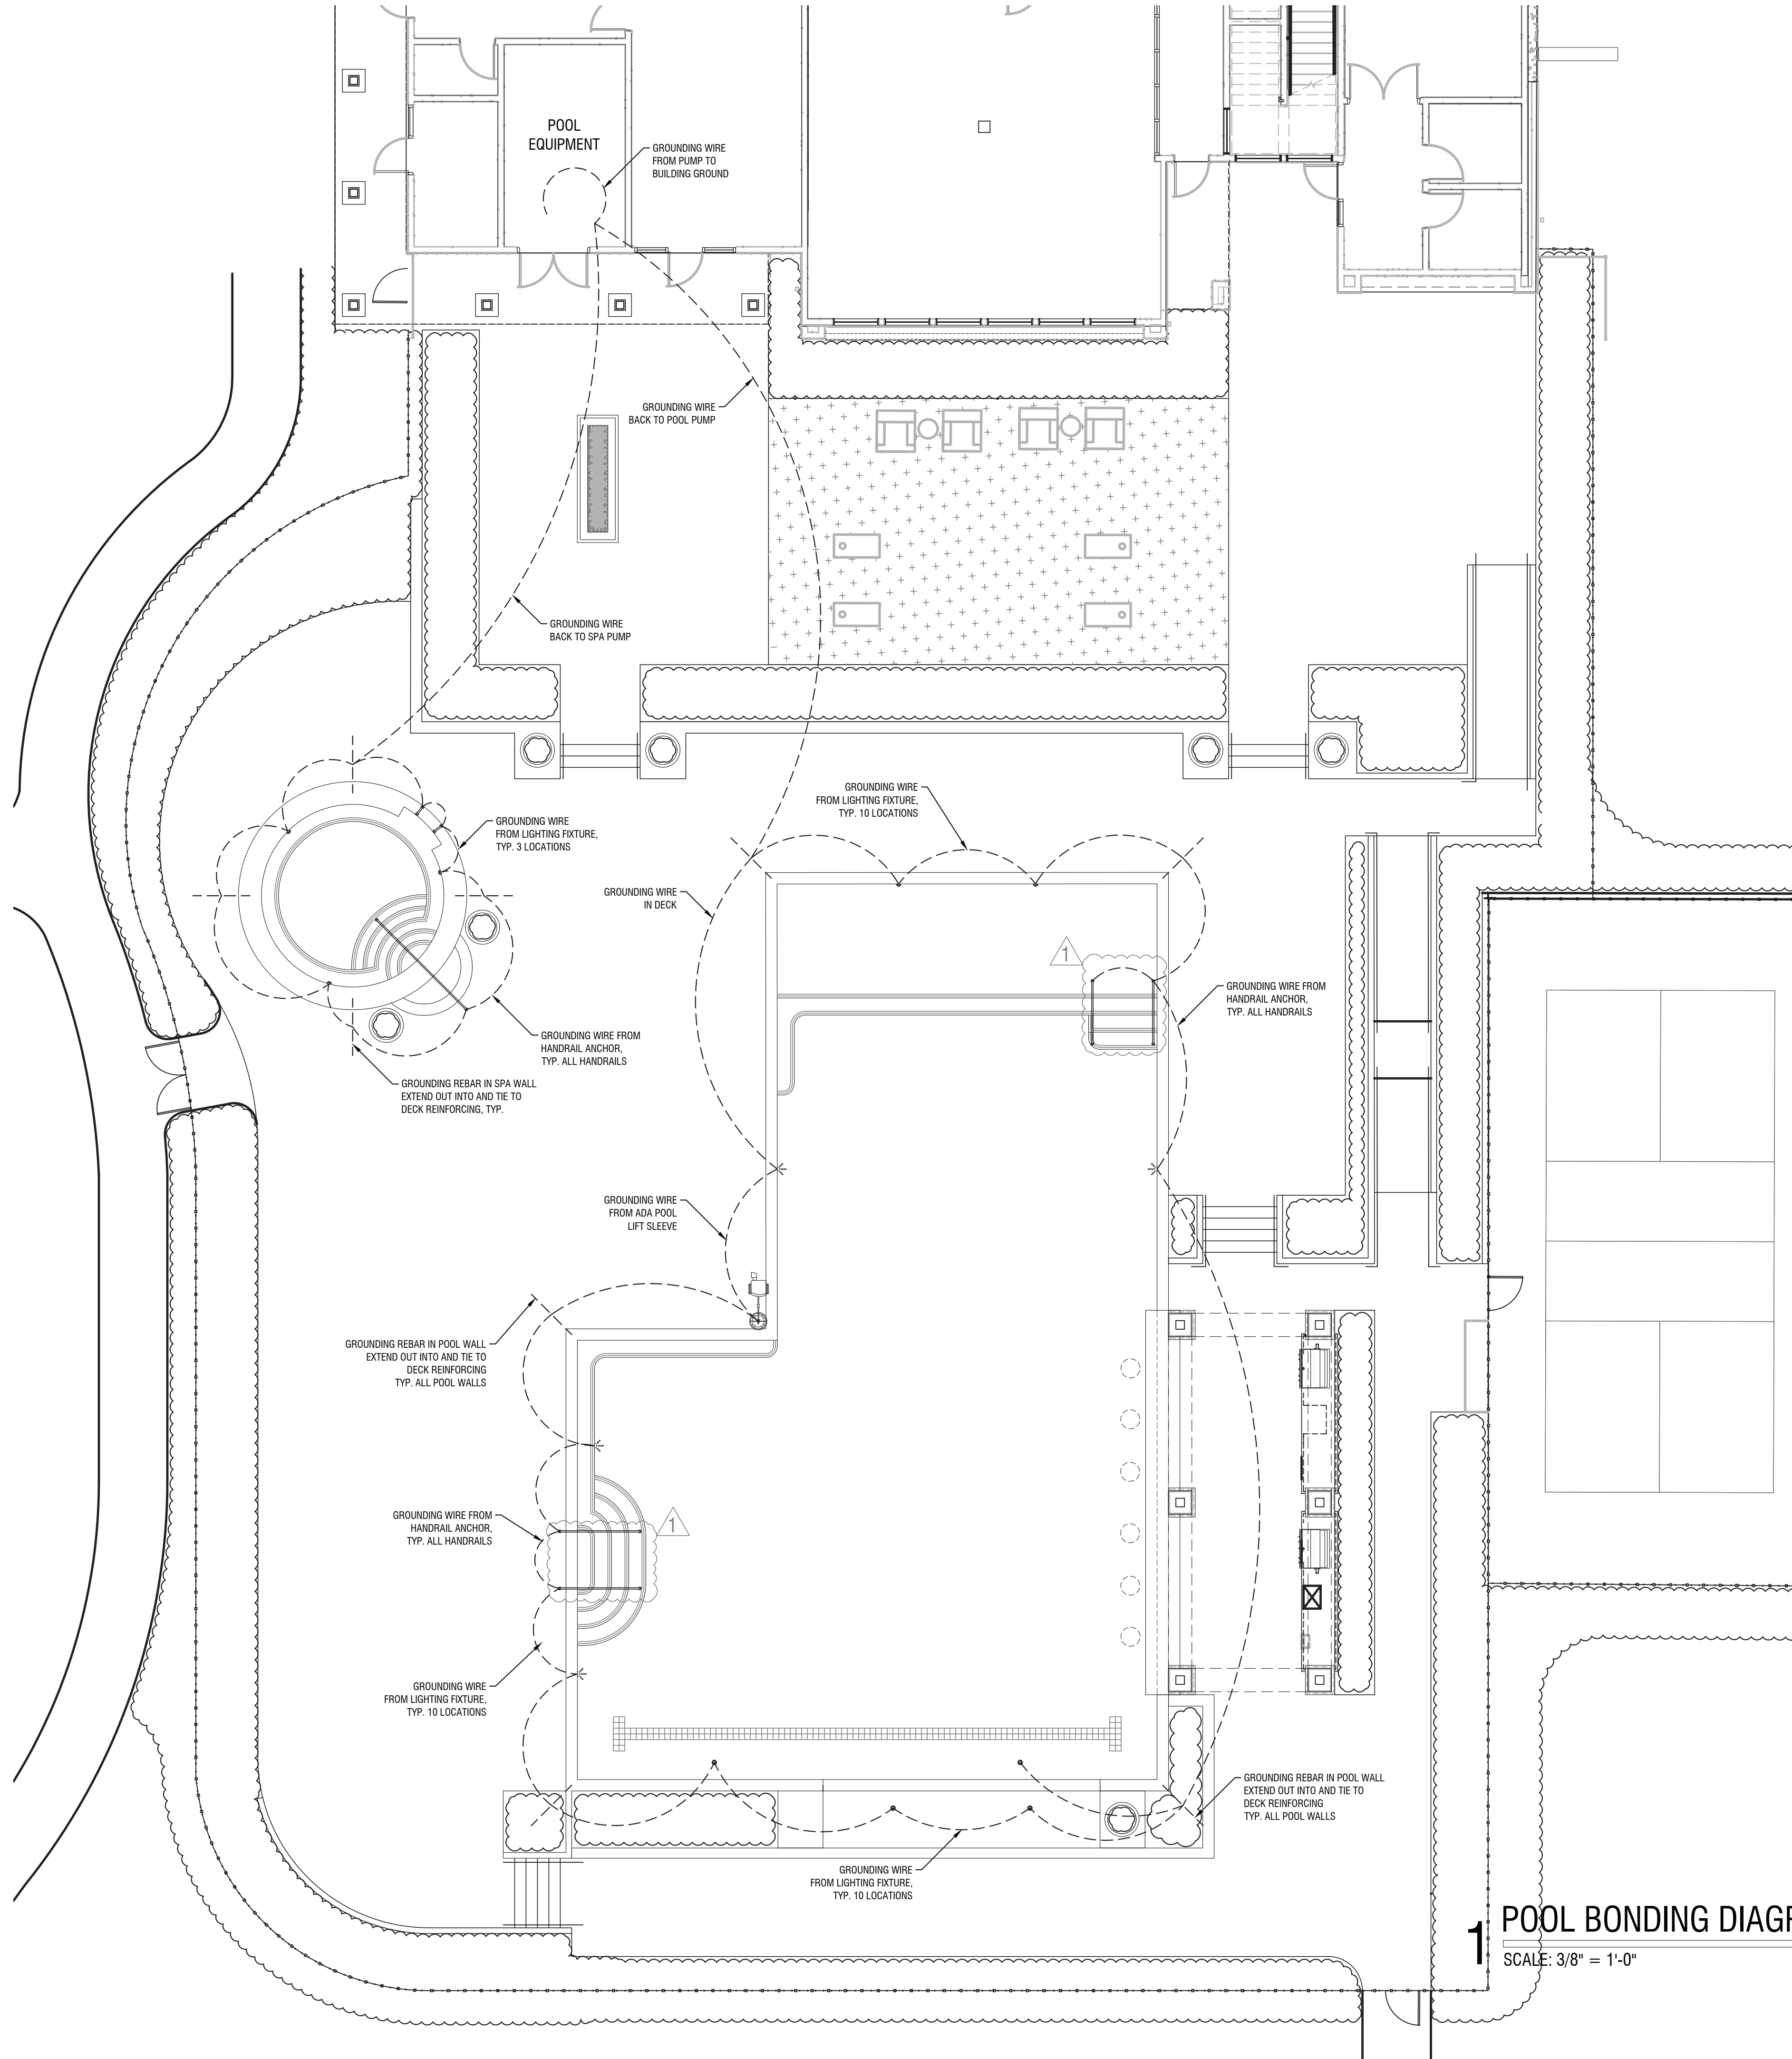 POOL
EQUIPMENT
GROUNDING WIRE
FROM PUMP TO
BUILDING GROUND
GROUNDING WIRE
BACK TO POOL PUMP
GROUNDING WIRE
BACK TO SPA PUMP
GROUNDING WIRE
FROM LIGHTING FIXTURE,
TYP. 10 LOCATIONS
GROUNDING WIRE
FROM LIGHTING FIXTURE,
TYP. 3 LOCATIONS
GROUNDING WIRE
IN DECK
1
GROUNDING WIRE FROM
HANDRAIL ANCHOR,
TYP. ALL HANDRAILS
GROUNDING WIRE FROM
HANDRAIL ANCHOR,
TYP. ALL HANDRAILS
GROUNDING REBAR IN SPA WALL
EXTEND OUT INTO AND TIE TO
DECK REINFORCING, TYP.
GROUNDING WIRE
FROM ADA POOL
LIFT SLEEVE
GROUNDING REBAR IN POOL WALL
EXTEND OUT INTO AND TIE TO
DECK REINFORCING
TYP. ALL POOL WALLS
GROUNDING WIRE FROM
HANDRAIL ANCHOR,
TYP. ALL HANDRAILS
1
GROUNDING WIRE
FROM LIGHTING FIXTURE,
TYP. 10 LOCATIONS
GROUNDING REBAR IN POOL WALL
EXTEND OUT INTO AND TIE TO
DECK REINFORCING
TYP. ALL POOL WALLS
GROUNDING WIRE
FROM LIGHTING FIXTURE,
TYP. 10 LOCATIONS
1 POOL BONDING DIAGR
SCALE: 3/8" = 1'-0"